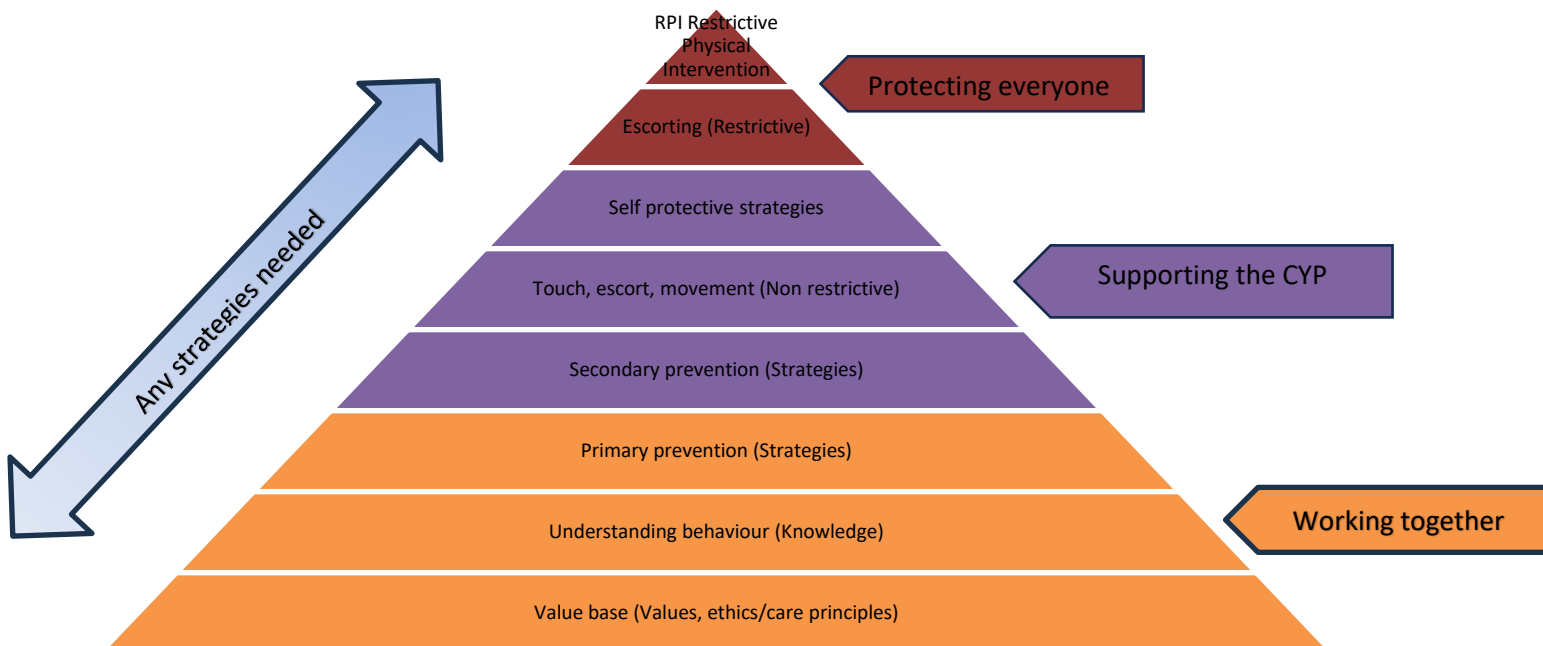 RPI Restrictive
Physical
Intervention
Protecting everyone
Escorting (Restrictive)
Self protective strategies
Any strategies needed
Touch, escort, movement (Non restrictive)
Supporting the CYP
Secondary prevention (Strategies)
Primary prevention (Strategies)
Understanding behaviour (Knowledge)
Working together
Value base (Values, ethics/care principles)